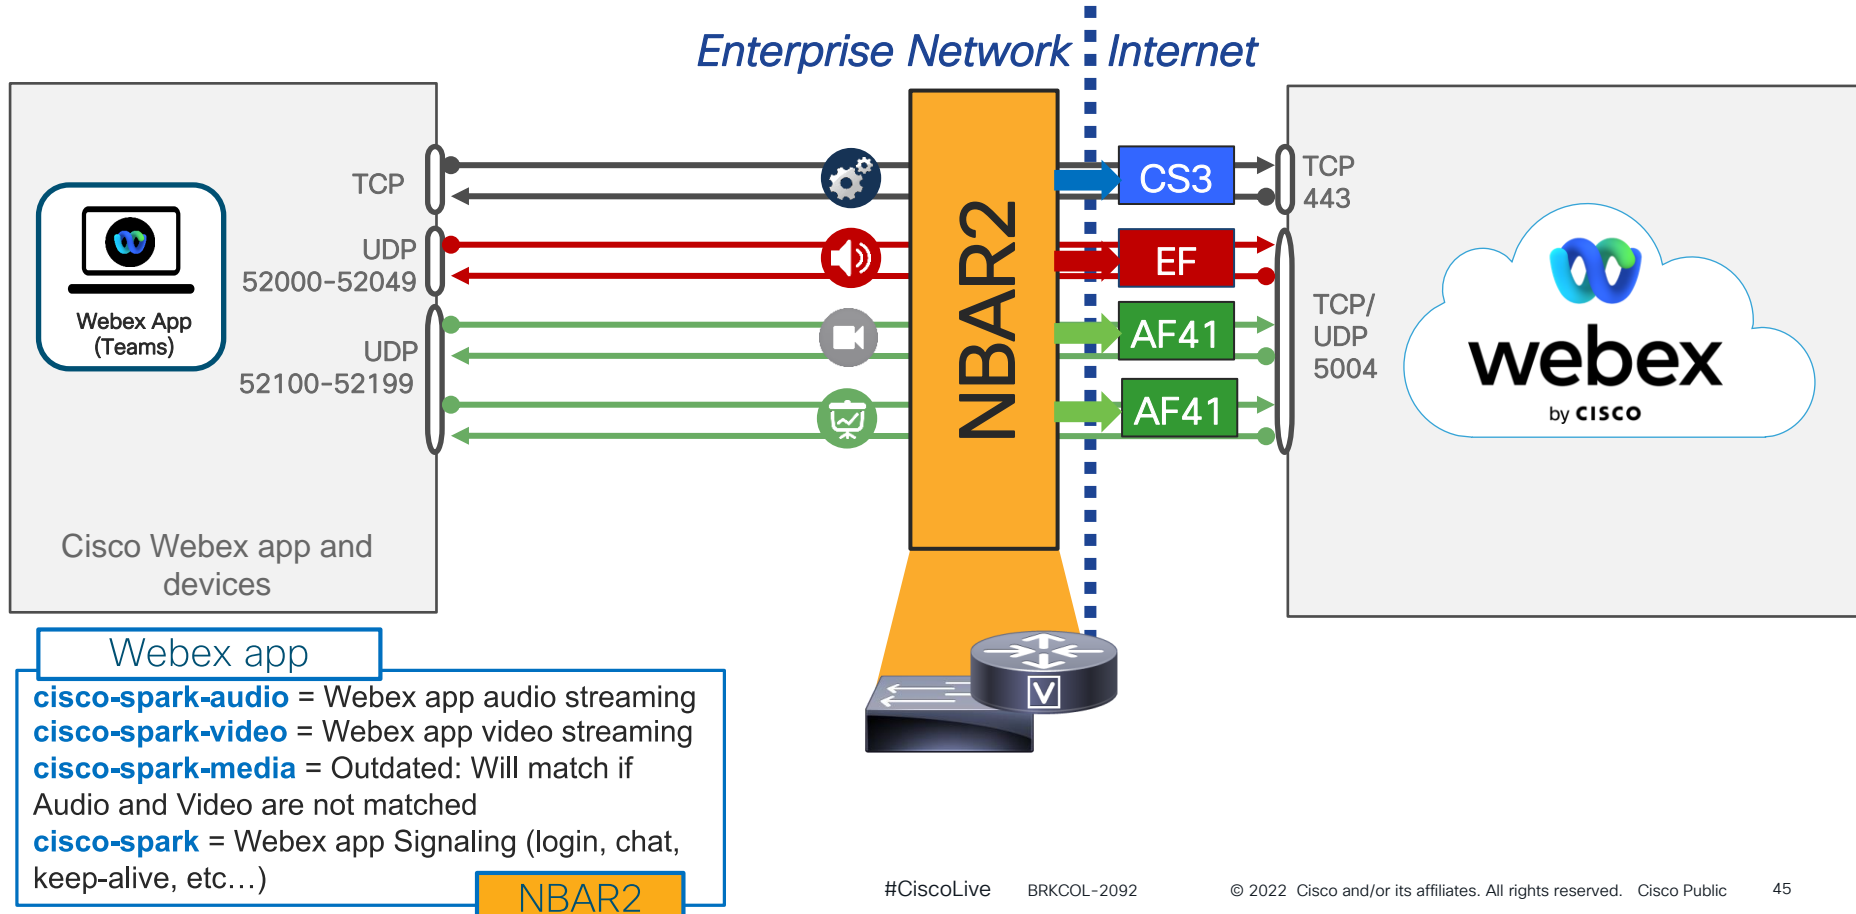 Enterprise Network Internet
TCP
UDP
52000-52049
UDP
52100-52199
Webex App
(Teams)
Cisco Webex app and
devices
NBAR2
CS3
EF
AF41
AF41
TCP
443
TCP/
UDP
5004
webex
by CISCO
V
Webex app
cisco-spark-audio = Webex app audio streaming
cisco-spark-video = Webex app video streaming
cisco-spark-media = Outdated: Will match if
Audio and Video are not matched
cisco-spark = Webex app Signaling (login, chat,
keep-alive, etc…)
NBAR2
#CiscoLive BRKCOL-2092 © 2022 Cisco and/or its affiliates. All rights reserved. Cisco Public 45